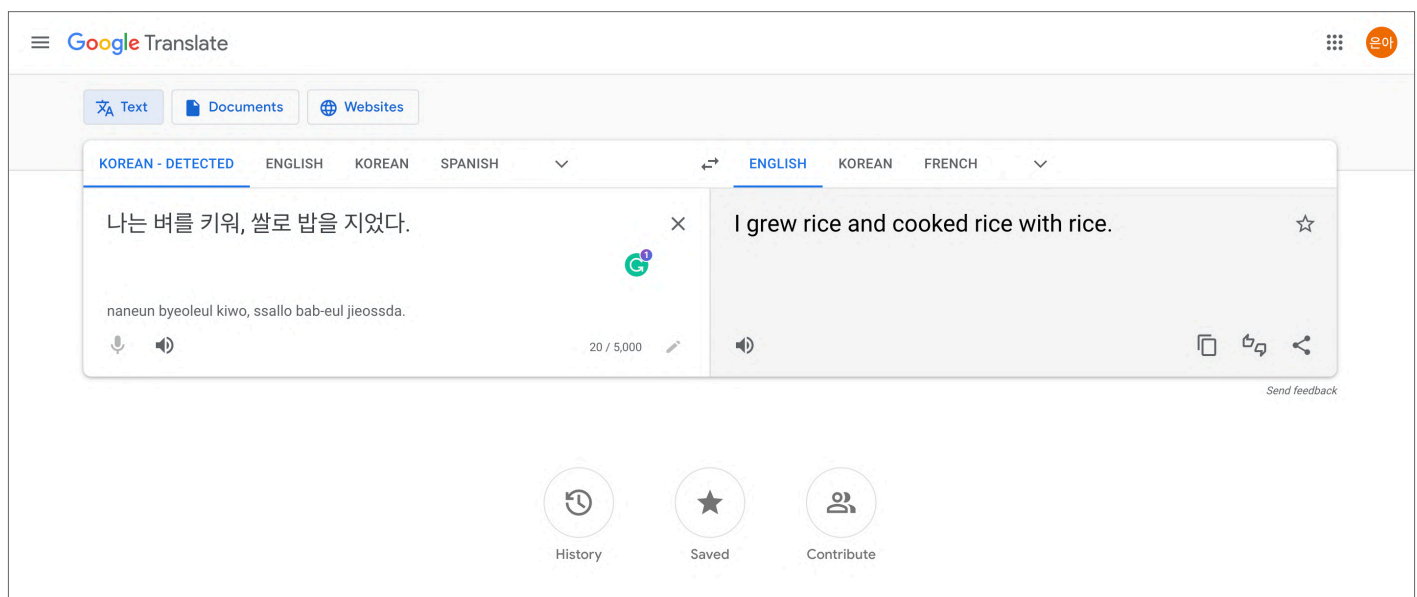 Google Translate
은아
Text Documents Websites
KOREAN - DETECTED ENGLISH KOREAN SPANISH ENGLISH KOREAN FRENCH
나는 벼를 키워, 쌀로 밥을 지었다.
I grew rice and cooked rice with rice.
1
naneun byeoleul kiwo, ssallo bab-eul jieossda.
20 / 5,000
Send feedback
History Saved Contribute